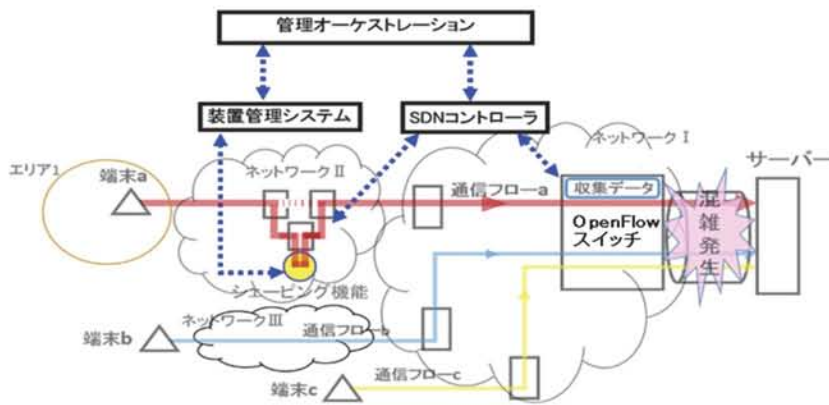 管理オーケストレーション
装置管理システム
SDNコントローラ
ネットワークⅠ
エリア1
端末a
ネットワークⅡ
通信フローa
収集データ
サーバー
OpenFlow
スイッチ
混雑発生
シェーピング機能
ネットワークⅢ
端末b
通信フローb
端末c
通信フローc